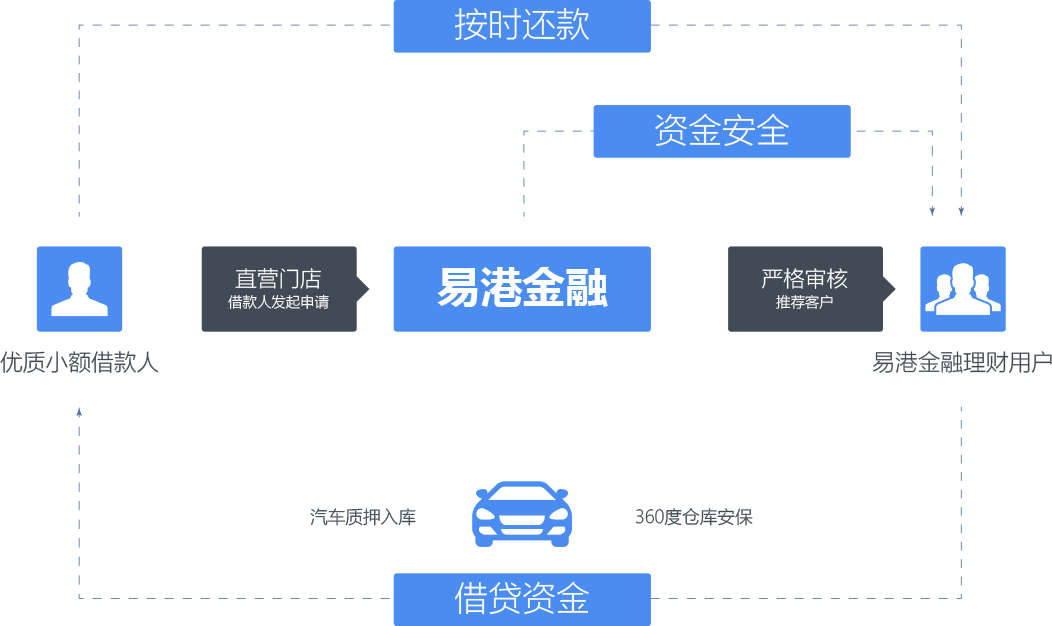 按时还款
资金安全
直营门店
借款人发起申请
易港金融
严格审核
推荐客户
优质小额借款人
易港金融理财用户
汽车质押入库
360度仓库安保
借贷资金